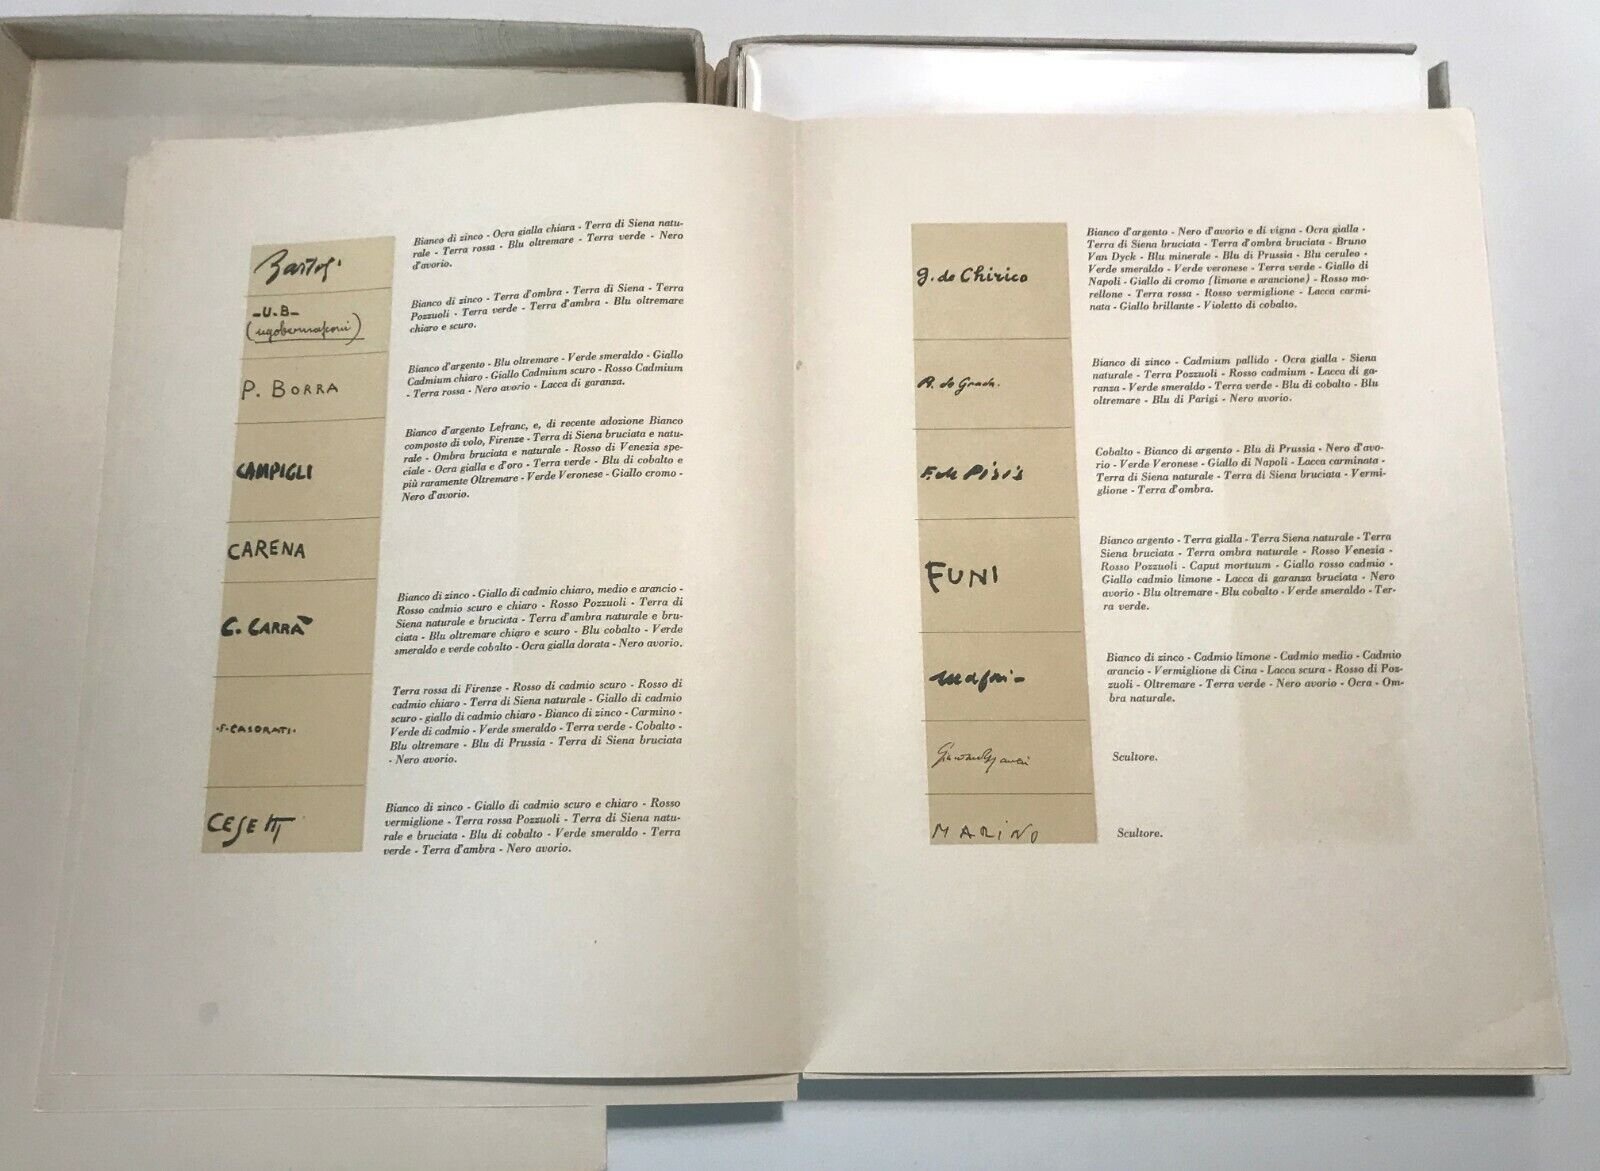 Bartoli
Bianco di zinco - Ocra gialla chiara - Terra di Siena natu-
rale - Terra rossa - Blu oltremare - Terra verde - Nero
d'avorio.
-U.B-
(ugobernasconi)
Bianco di zinco - Terra d'ombra - Terra di Siena - Terra
Pozzuoli - Terra verde - Terra d'ambra - Blu oltremare
chiaro e scuro.
P. BORRA
Bianco d'argento - Blu oltremare - Verde smeraldo - Giallo
Cadmium chiaro - Giallo Cadmium scuro - Rosso Cadmium
- Terra rossa - Nero avorio - Lacca di garanza.
CAMPIGLI
Bianco d'argento Lefranc, e, di recente adozione Bianco
composto di volo, Firenze - Terra di Siena bruciata e natu-
rale - Ombra bruciata e naturale - Rosso di Venezia spe-
ciale - Ocra gialla e d'oro - Terra verde - Blu di cobalto e
più raramente Oltremare - Verde Veronese - Giallo cromo -
Nero d'avorio.
CARENA
C. CARRÀ
Bianco di zinco - Giallo di cadmio chiaro, medio e arancio -
Rosso cadmio scuro e chiaro - Rosso Pozzuoli - Terra di
Siena naturale e bruciata - Terra d'ambra naturale e bru-
ciata - Blu oltremare chiaro e scuro - Blu cobalto - Verde
smeraldo e verde cobalto - Ocra gialla dorata - Nero avorio.
·F·CASORATI·
Terra rossa di Firenze - Rosso di cadmio scuro - Rosso di
cadmio chiaro - Terra di Siena naturale - Giallo di cadmio
scuro - giallo di cadmio chiaro - Bianco di zinco - Carmino -
Verde di cadmio - Verde smeraldo - Terra verde - Cobalto -
Blu oltremare - Blu di Prussia - Terra di Siena bruciata
- Nero avorio.
CESETTI
Bianco di zinco - Giallo di cadmio scuro e chiaro - Rosso
vermiglione - Terra rossa Pozzuoli - Terra di Siena natu-
rale e bruciata - Blu di cobalto - Verde smeraldo - Terra
verde - Terra d'ambra - Nero avorio.
G. de Chirico
Bianco d'argento - Nero d'avorio e di vigna - Ocra gialla -
Terra di Siena bruciata - Terra d'ombra bruciata - Bruno
Van Dyck - Blu minerale - Blu di Prussia - Blu ceruleo -
Verde smeraldo - Verde veronese - Terra verde - Giallo di
Napoli - Giallo di cromo (limone e arancione) - Rosso mo-
rellone - Terra rossa - Rosso vermiglione - Lacca carmi-
nata - Giallo brillante - Violetto di cobalto.
R. de Grada.
Bianco di zinco - Cadmium pallido - Ocra gialla - Siena
naturale - Terra Pozzuoli - Rosso cadmium - Lacca di ga-
ranza - Verde smeraldo - Terra verde - Blu di cobalto - Blu
oltremare - Blu di Parigi - Nero avorio.
F. de Pisis
Cobalto - Bianco di argento - Blu di Prussia - Nero d'avo-
rio - Verde Veronese - Giallo di Napoli - Lacca carminata -
Terra di Siena naturale - Terra di Siena bruciata - Vermi-
glione - Terra d'ombra.
FUNI
Bianco argento - Terra gialla - Terra Siena naturale - Terra
Siena bruciata - Terra ombra naturale - Rosso Venezia -
Rosso Pozzuoli - Caput mortuum - Giallo rosso cadmio -
Giallo cadmio limone - Lacca di garanza bruciata - Nero
avorio - Blu oltremare - Blu cobalto - Verde smeraldo - Ter-
ra verde.
Mafai-
Bianco di zinco - Cadmio limone - Cadmio medio - Cadmio
arancio - Vermiglione di Cina - Lacca scura - Rosso di Poz-
zuoli - Oltremare - Terra verde - Nero avorio - Ocra - Om-
bra naturale.
Giacomo Manzù
Scultore.
MARINO
Scultore.